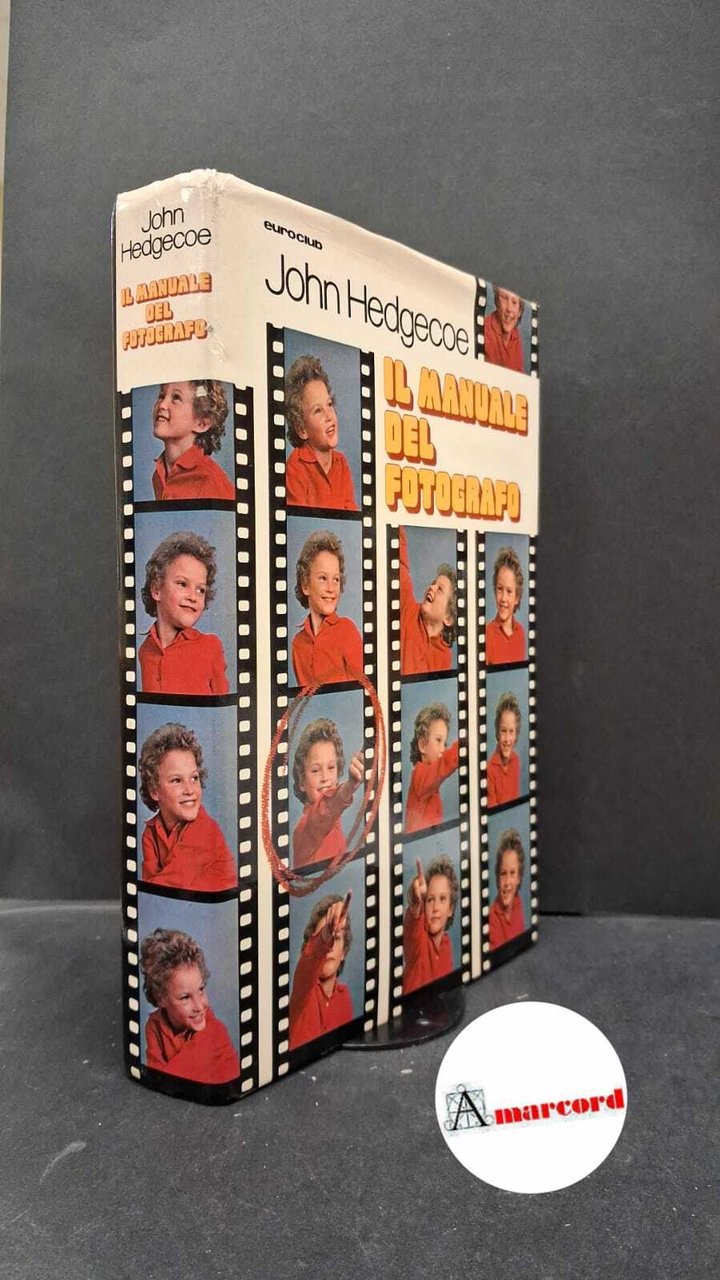 John
Hedgecoe
IL MANUALE
DEL
FOTOGRAFO
euroclub
John Hedgecoe
IL MANUALE
DEL
FOTOGRAFO
Amarcord